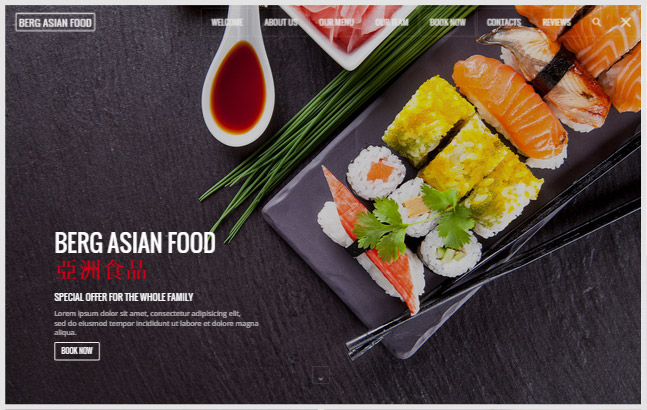 BERG ASIAN FOOD
WELCOME ABOUT US OUR MENU OUR TEAM BOOK NOW CONTACTS REVIEWS
BERG ASIAN FOOD
亞洲食品
SPECIAL OFFER FOR THE WHOLE FAMILY
Lorem ipsum dolor sit amet, consectetur adipisicing elit,
sed do eiusmod tempor incididunt ut labore et dolore magna
aliqua.
BOOK NOW